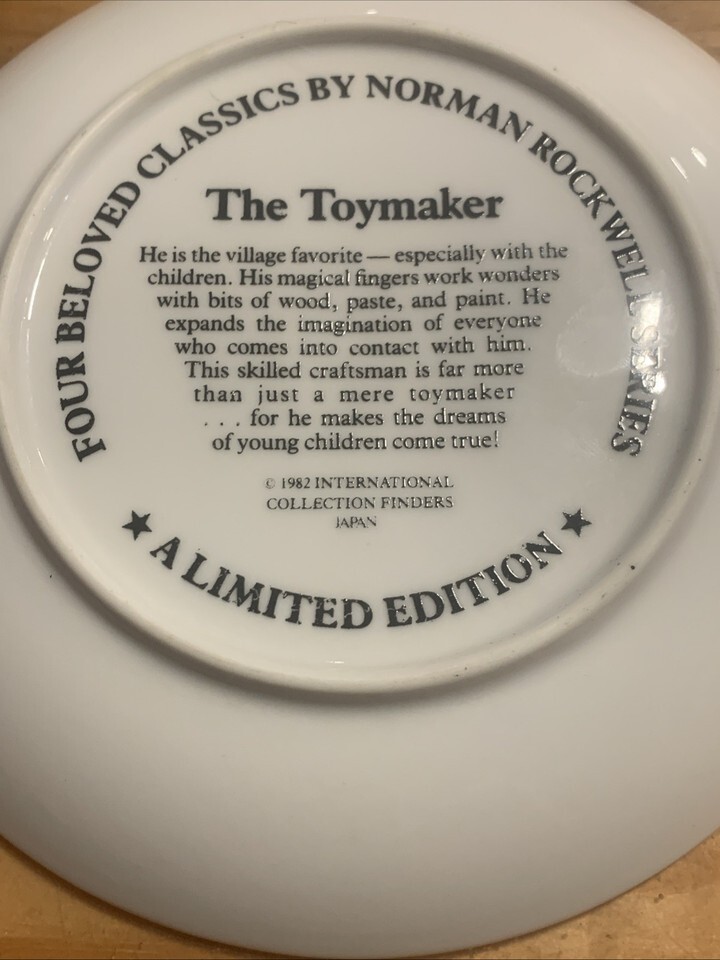 FOUR BELOVED CLASSICS BY NORMAN ROCKWELL SERIES
The Toymaker
He is the village favorite — especially with the
children. His magical fingers work wonders
with bits of wood, paste, and paint. He
expands the imagination of everyone
who comes into contact with him.
This skilled craftsman is far more
than just a mere toymaker
. . . for he makes the dreams
of young children come true!
© 1982 INTERNATIONAL
COLLECTION FINDERS
JAPAN
★ A LIMITED EDITION ★